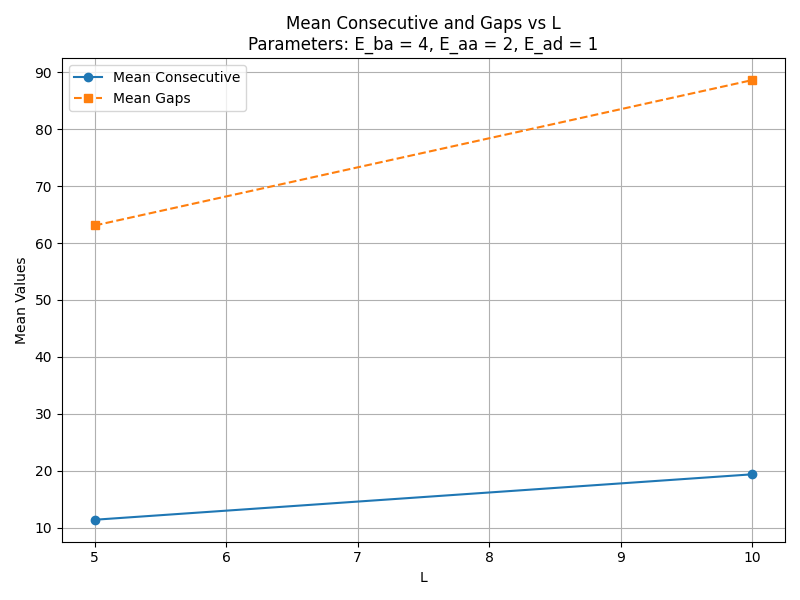 Mean Consecutive and Gaps vs L
Parameters: E_ba = 4, E_aa = 2, E_ad = 1
Mean Consecutive
Mean Gaps
Mean Values
90
80
70
60
50
40
30
20
10
5
6
7
8
9
10
L